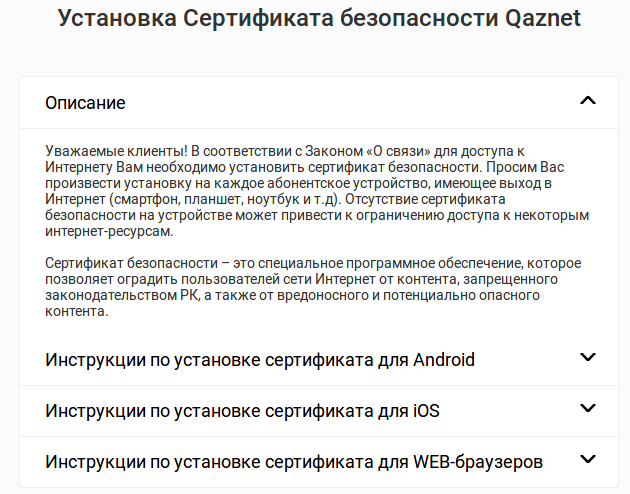 Установка Сертификата безопасности Qaznet
Описание
Уважаемые клиенты! В соответствии с Законом «О связи» для доступа к
Интернету Вам необходимо установить сертификат безопасности. Просим Вас
произвести установку на каждое абонентское устройство, имеющее выход в
Интернет (смартфон, планшет, ноутбук и т.д). Отсутствие сертификата
безопасности на устройстве может привести к ограничению доступа к некоторым
интернет-ресурсам.
Сертификат безопасности – это специальное программное обеспечение, которое
позволяет оградить пользователей сети Интернет от контента, запрещенного
законодательством РК, а также от вредоносного и потенциально опасного
контента.
Инструкции по установке сертификата для Android
Инструкции по установке сертификата для iOS
Инструкции по установке сертификата для WEB-браузеров